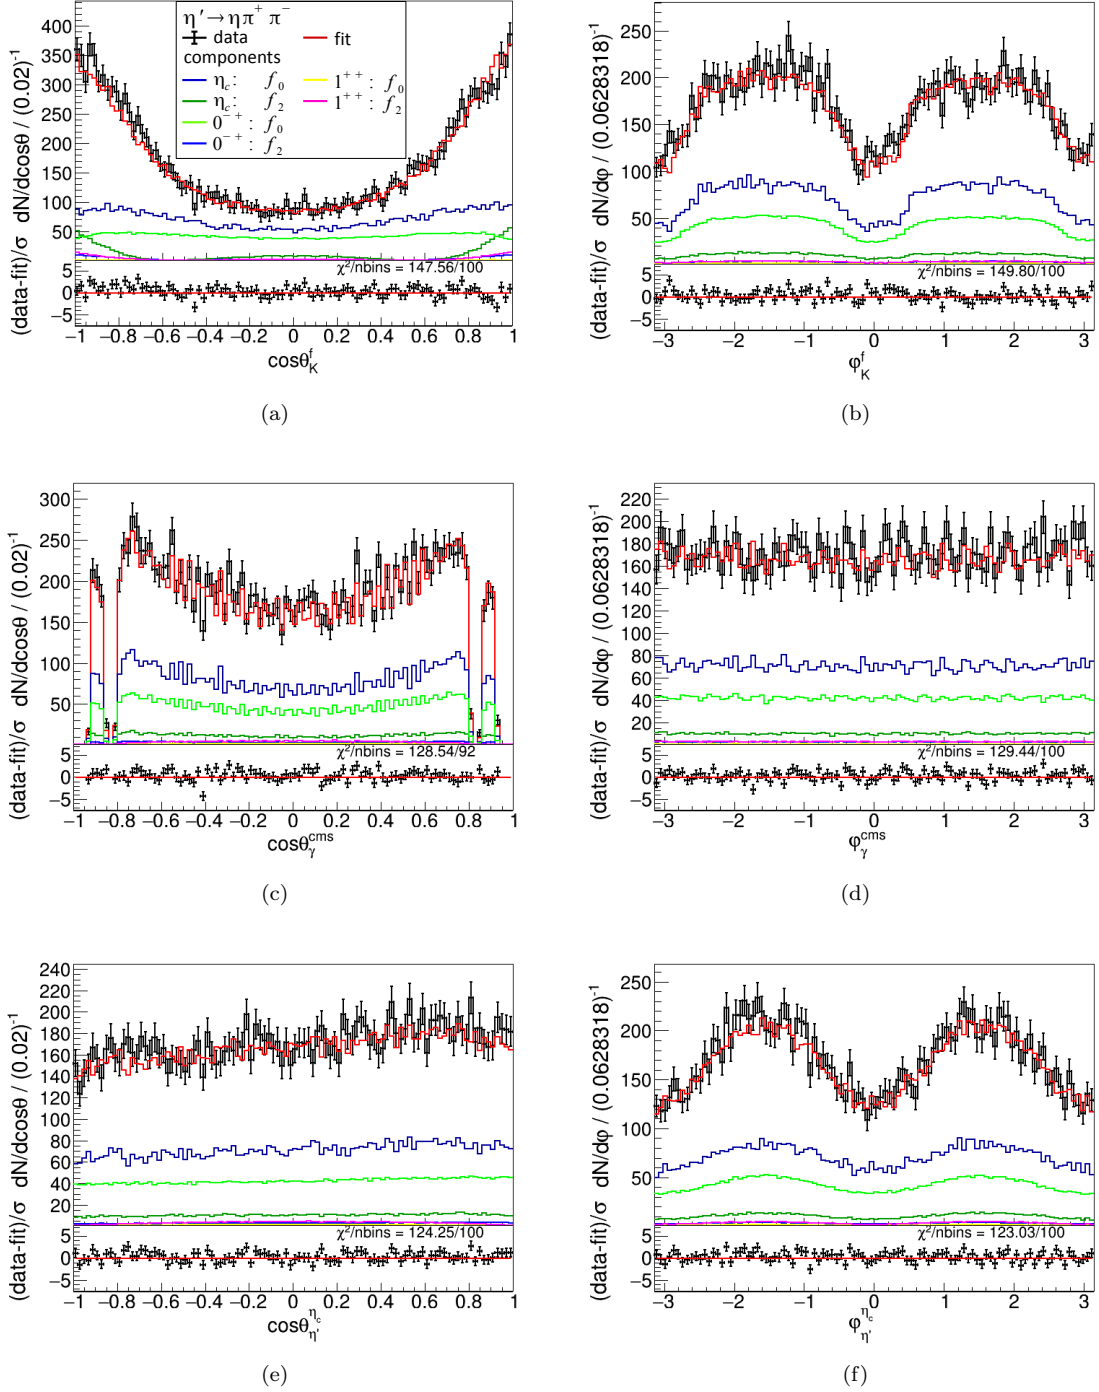 dN/dcosθ / (0.02)⁻¹
(data-fit)/σ
400
350
300
250
200
150
100
50
5
0
−5
η′→ηπ⁺ π⁻
data
fit
components
η_c : f₀
1⁺⁺ : f₀
η_c : f₂
1⁺⁺ : f₂
0⁻⁺ : f₀
0⁻⁺ : f₂
χ²/nbins = 147.56/100
−1 −0.8 −0.6 −0.4 −0.2 0 0.2 0.4 0.6 0.8 1
cosθ_K^f
(a)
dN/dφ / (0.0628318)⁻¹
(data-fit)/σ
250
200
150
100
50
5
0
−5
χ²/nbins = 149.80/100
−3 −2 −1 0 1 2 3
φ_K^f
(b)
dN/dcosθ / (0.02)⁻¹
(data-fit)/σ
300
250
200
150
100
50
5
0
−5
χ²/nbins = 128.54/92
−1 −0.8 −0.6 −0.4 −0.2 0 0.2 0.4 0.6 0.8 1
cosθ_γ^cms
(c)
dN/dφ / (0.0628318)⁻¹
(data-fit)/σ
220
200
180
160
140
120
100
80
60
40
20
5
0
−5
χ²/nbins = 129.44/100
−3 −2 −1 0 1 2 3
φ_γ^cms
(d)
dN/dcosθ / (0.02)⁻¹
(data-fit)/σ
240
220
200
180
160
140
120
100
80
60
40
20
5
0
−5
χ²/nbins = 124.25/100
−1 −0.8 −0.6 −0.4 −0.2 0 0.2 0.4 0.6 0.8 1
cosθ_η′^η_c
(e)
dN/dφ / (0.0628318)⁻¹
(data-fit)/σ
250
200
150
100
50
5
0
−5
χ²/nbins = 123.03/100
−3 −2 −1 0 1 2 3
φ_η′^η_c
(f)